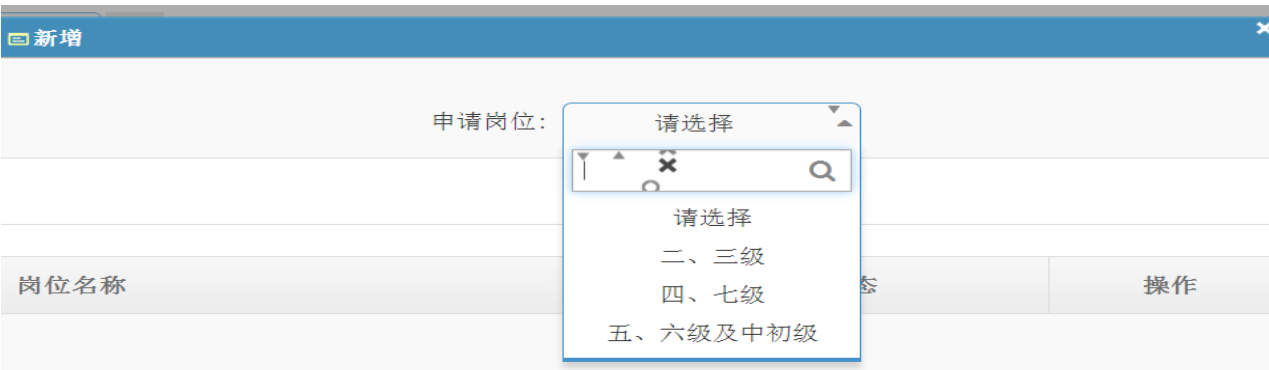 新增
申请岗位: 请选择
请选择
二、三级
四、七级
五、六级及中初级
岗位名称 态 操作